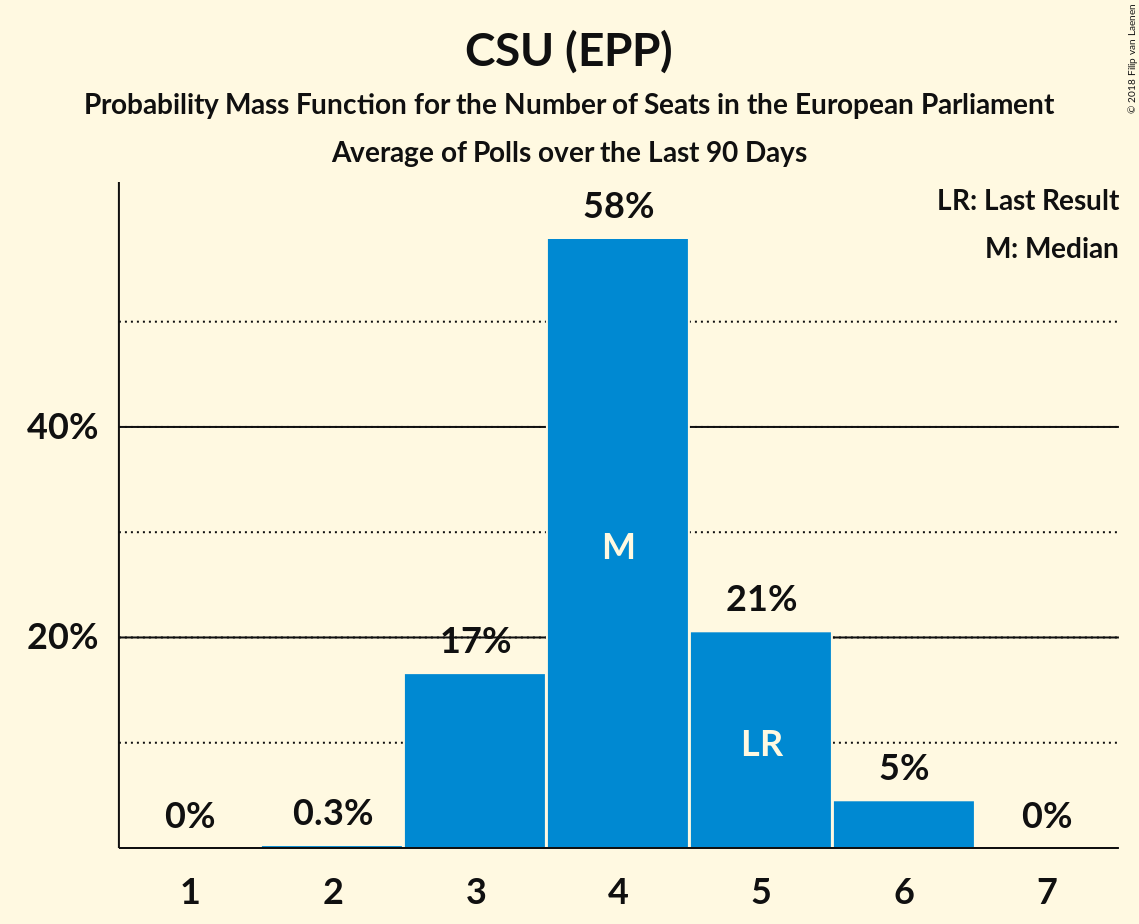 CSU (EPP)
Probability Mass Function for the Number of Seats in the European Parliament
Average of Polls over the Last 90 Days
© 2018 Filip van Laenen
LR: Last Result
M: Median
58%
40%
M
21%
20%
17%
LR
5%
0%
0.3%
0%
1 2 3 4 5 6 7